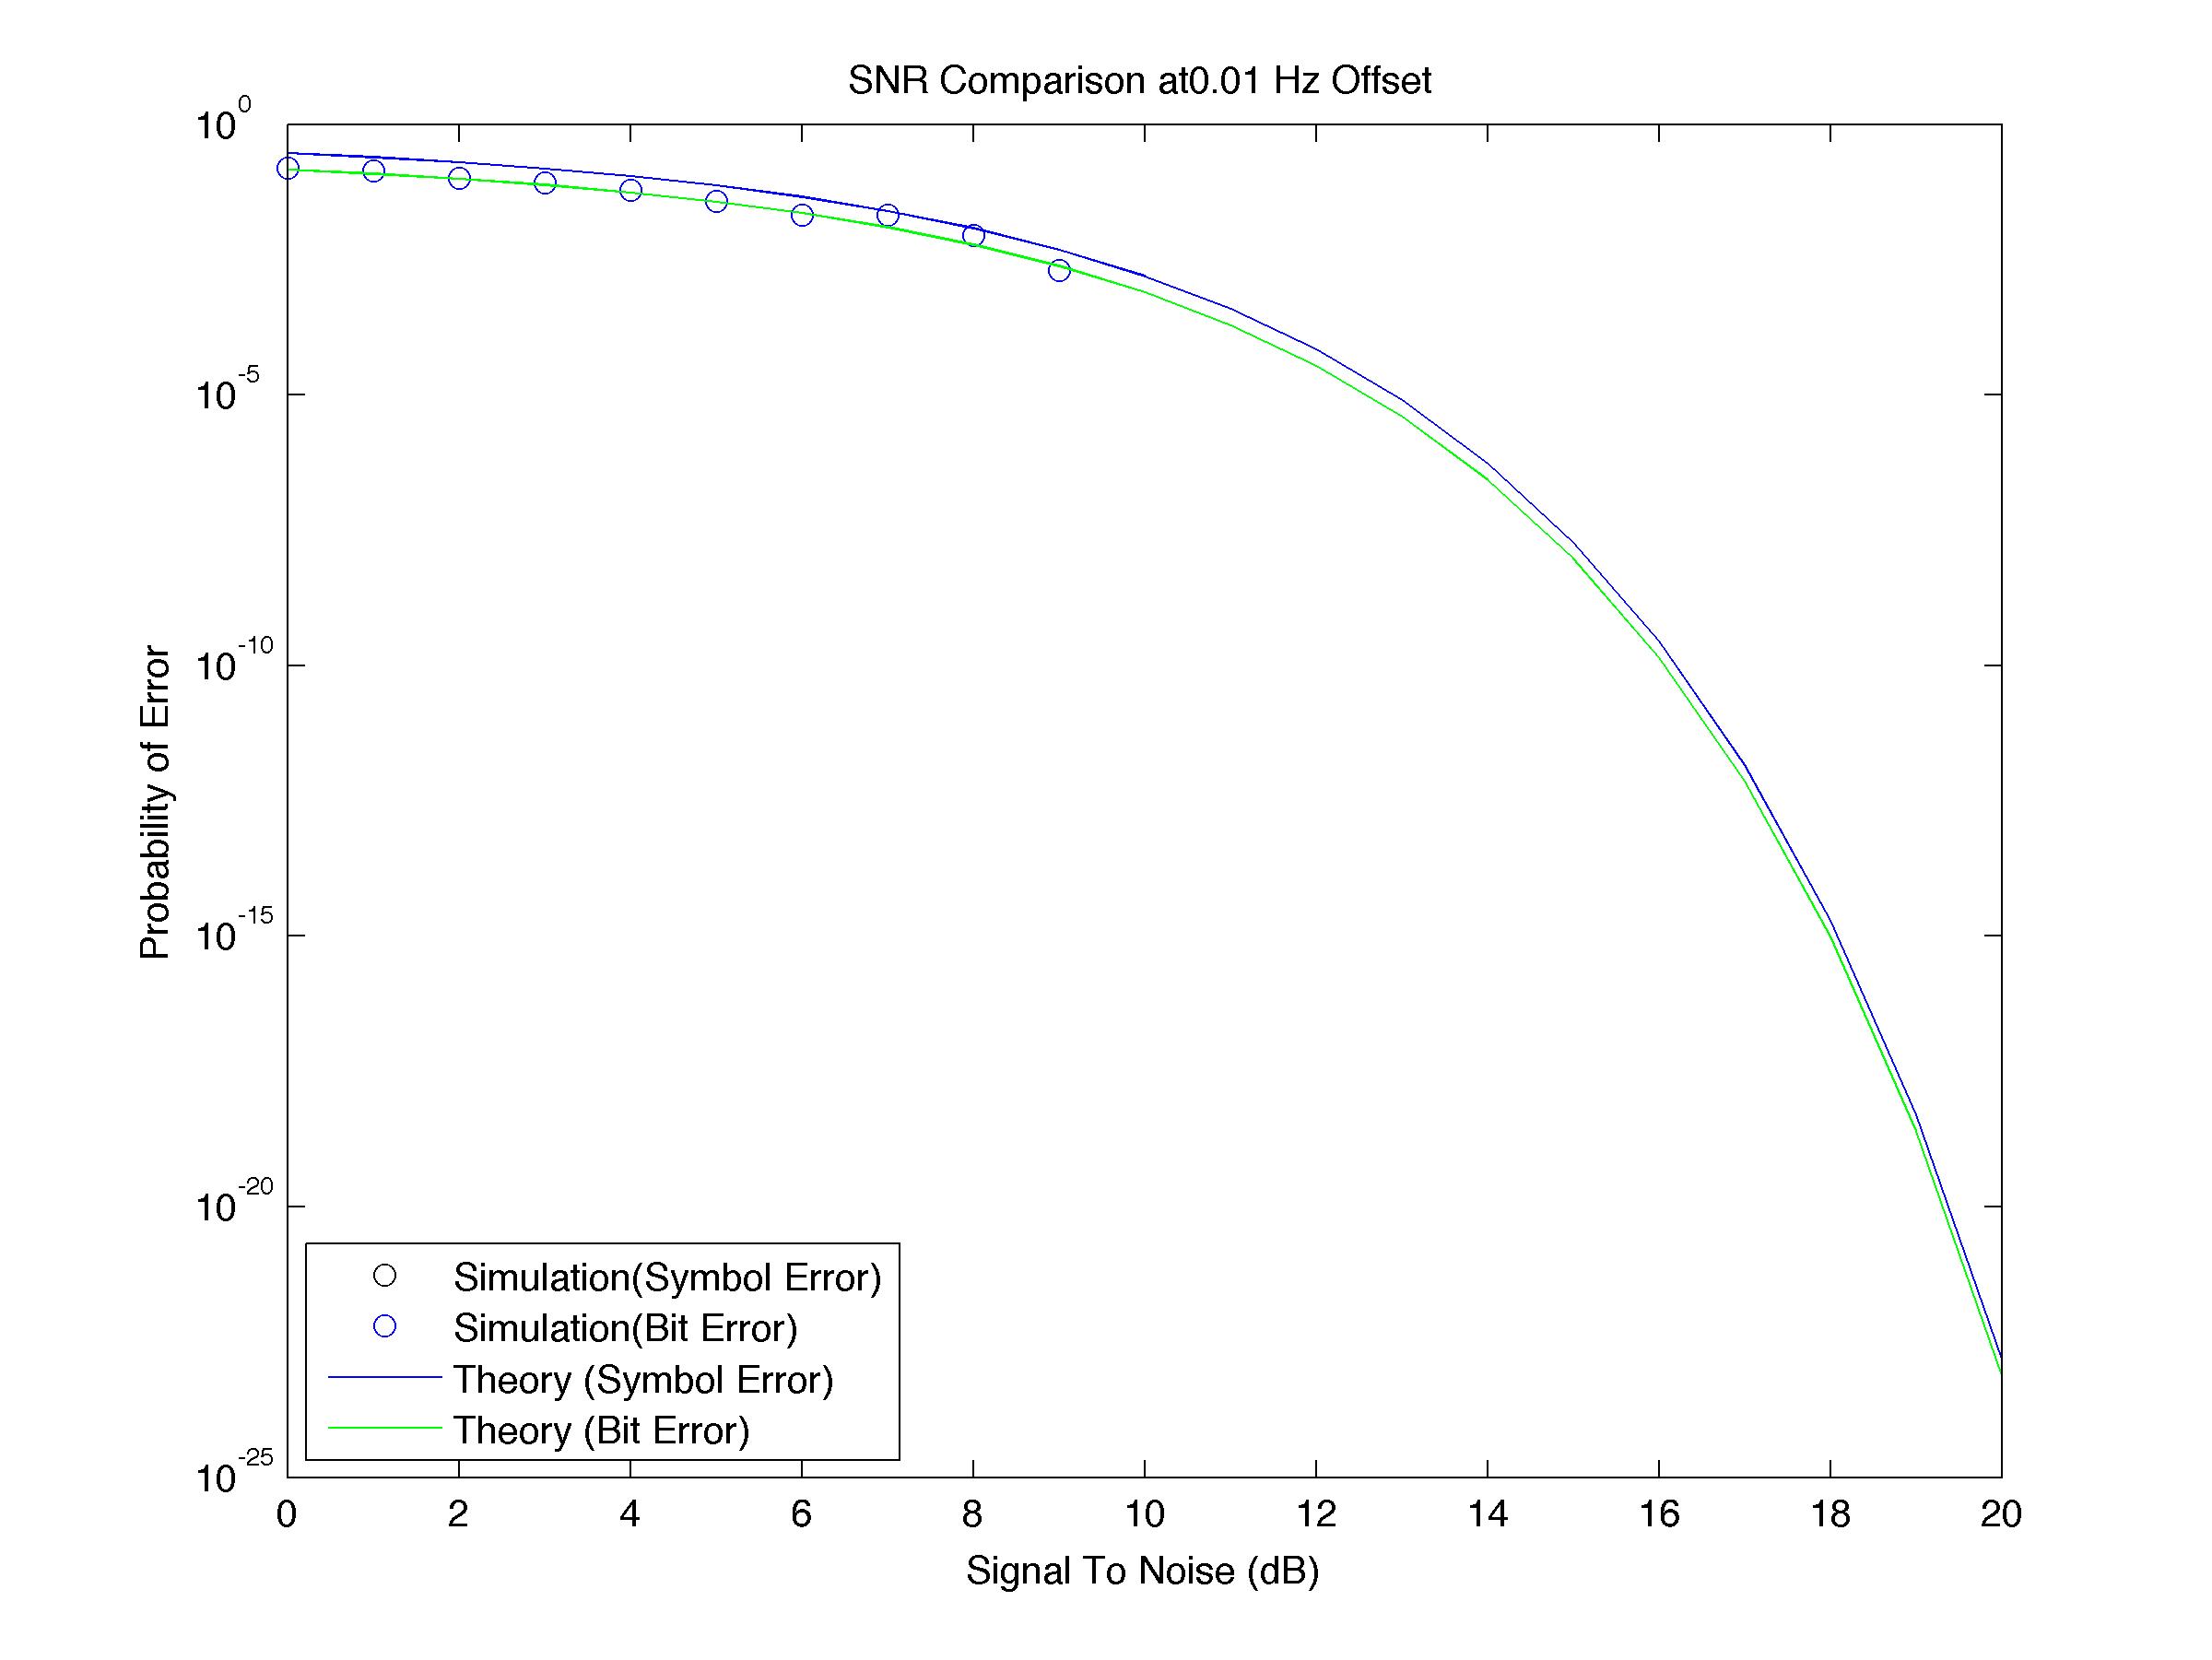 SNR Comparison at0.01 Hz Offset
10^0
10^-5
10^-10
10^-15
10^-20
10^-25
Probability of Error
Simulation(Symbol Error)
Simulation(Bit Error)
Theory (Symbol Error)
Theory (Bit Error)
0 2 4 6 8 10 12 14 16 18 20
Signal To Noise (dB)